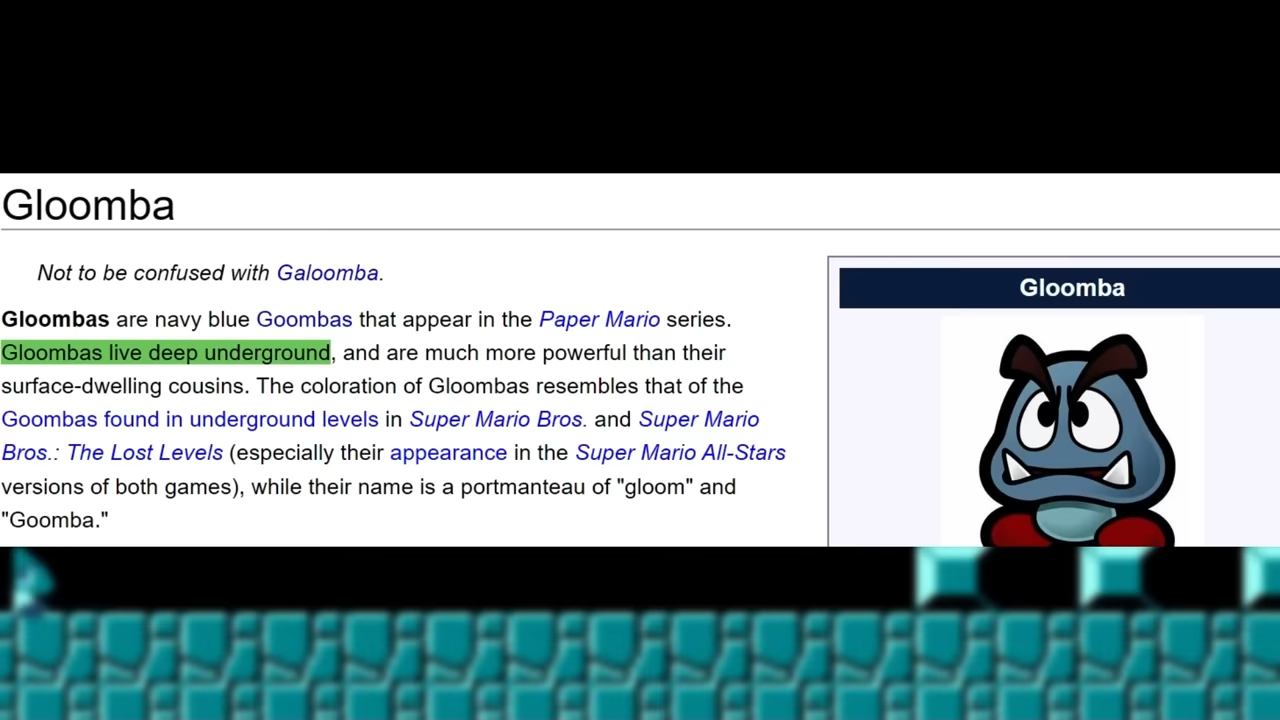 Gloomba
Not to be confused with Galoomba.
Gloombas are navy blue Goombas that appear in the Paper Mario series.
Gloombas live deep underground, and are much more powerful than their
surface-dwelling cousins. The coloration of Gloombas resembles that of the
Goombas found in underground levels in Super Mario Bros. and Super Mario
Bros.: The Lost Levels (especially their appearance in the Super Mario All-Stars
versions of both games), while their name is a portmanteau of "gloom" and
"Goomba."
Gloomba